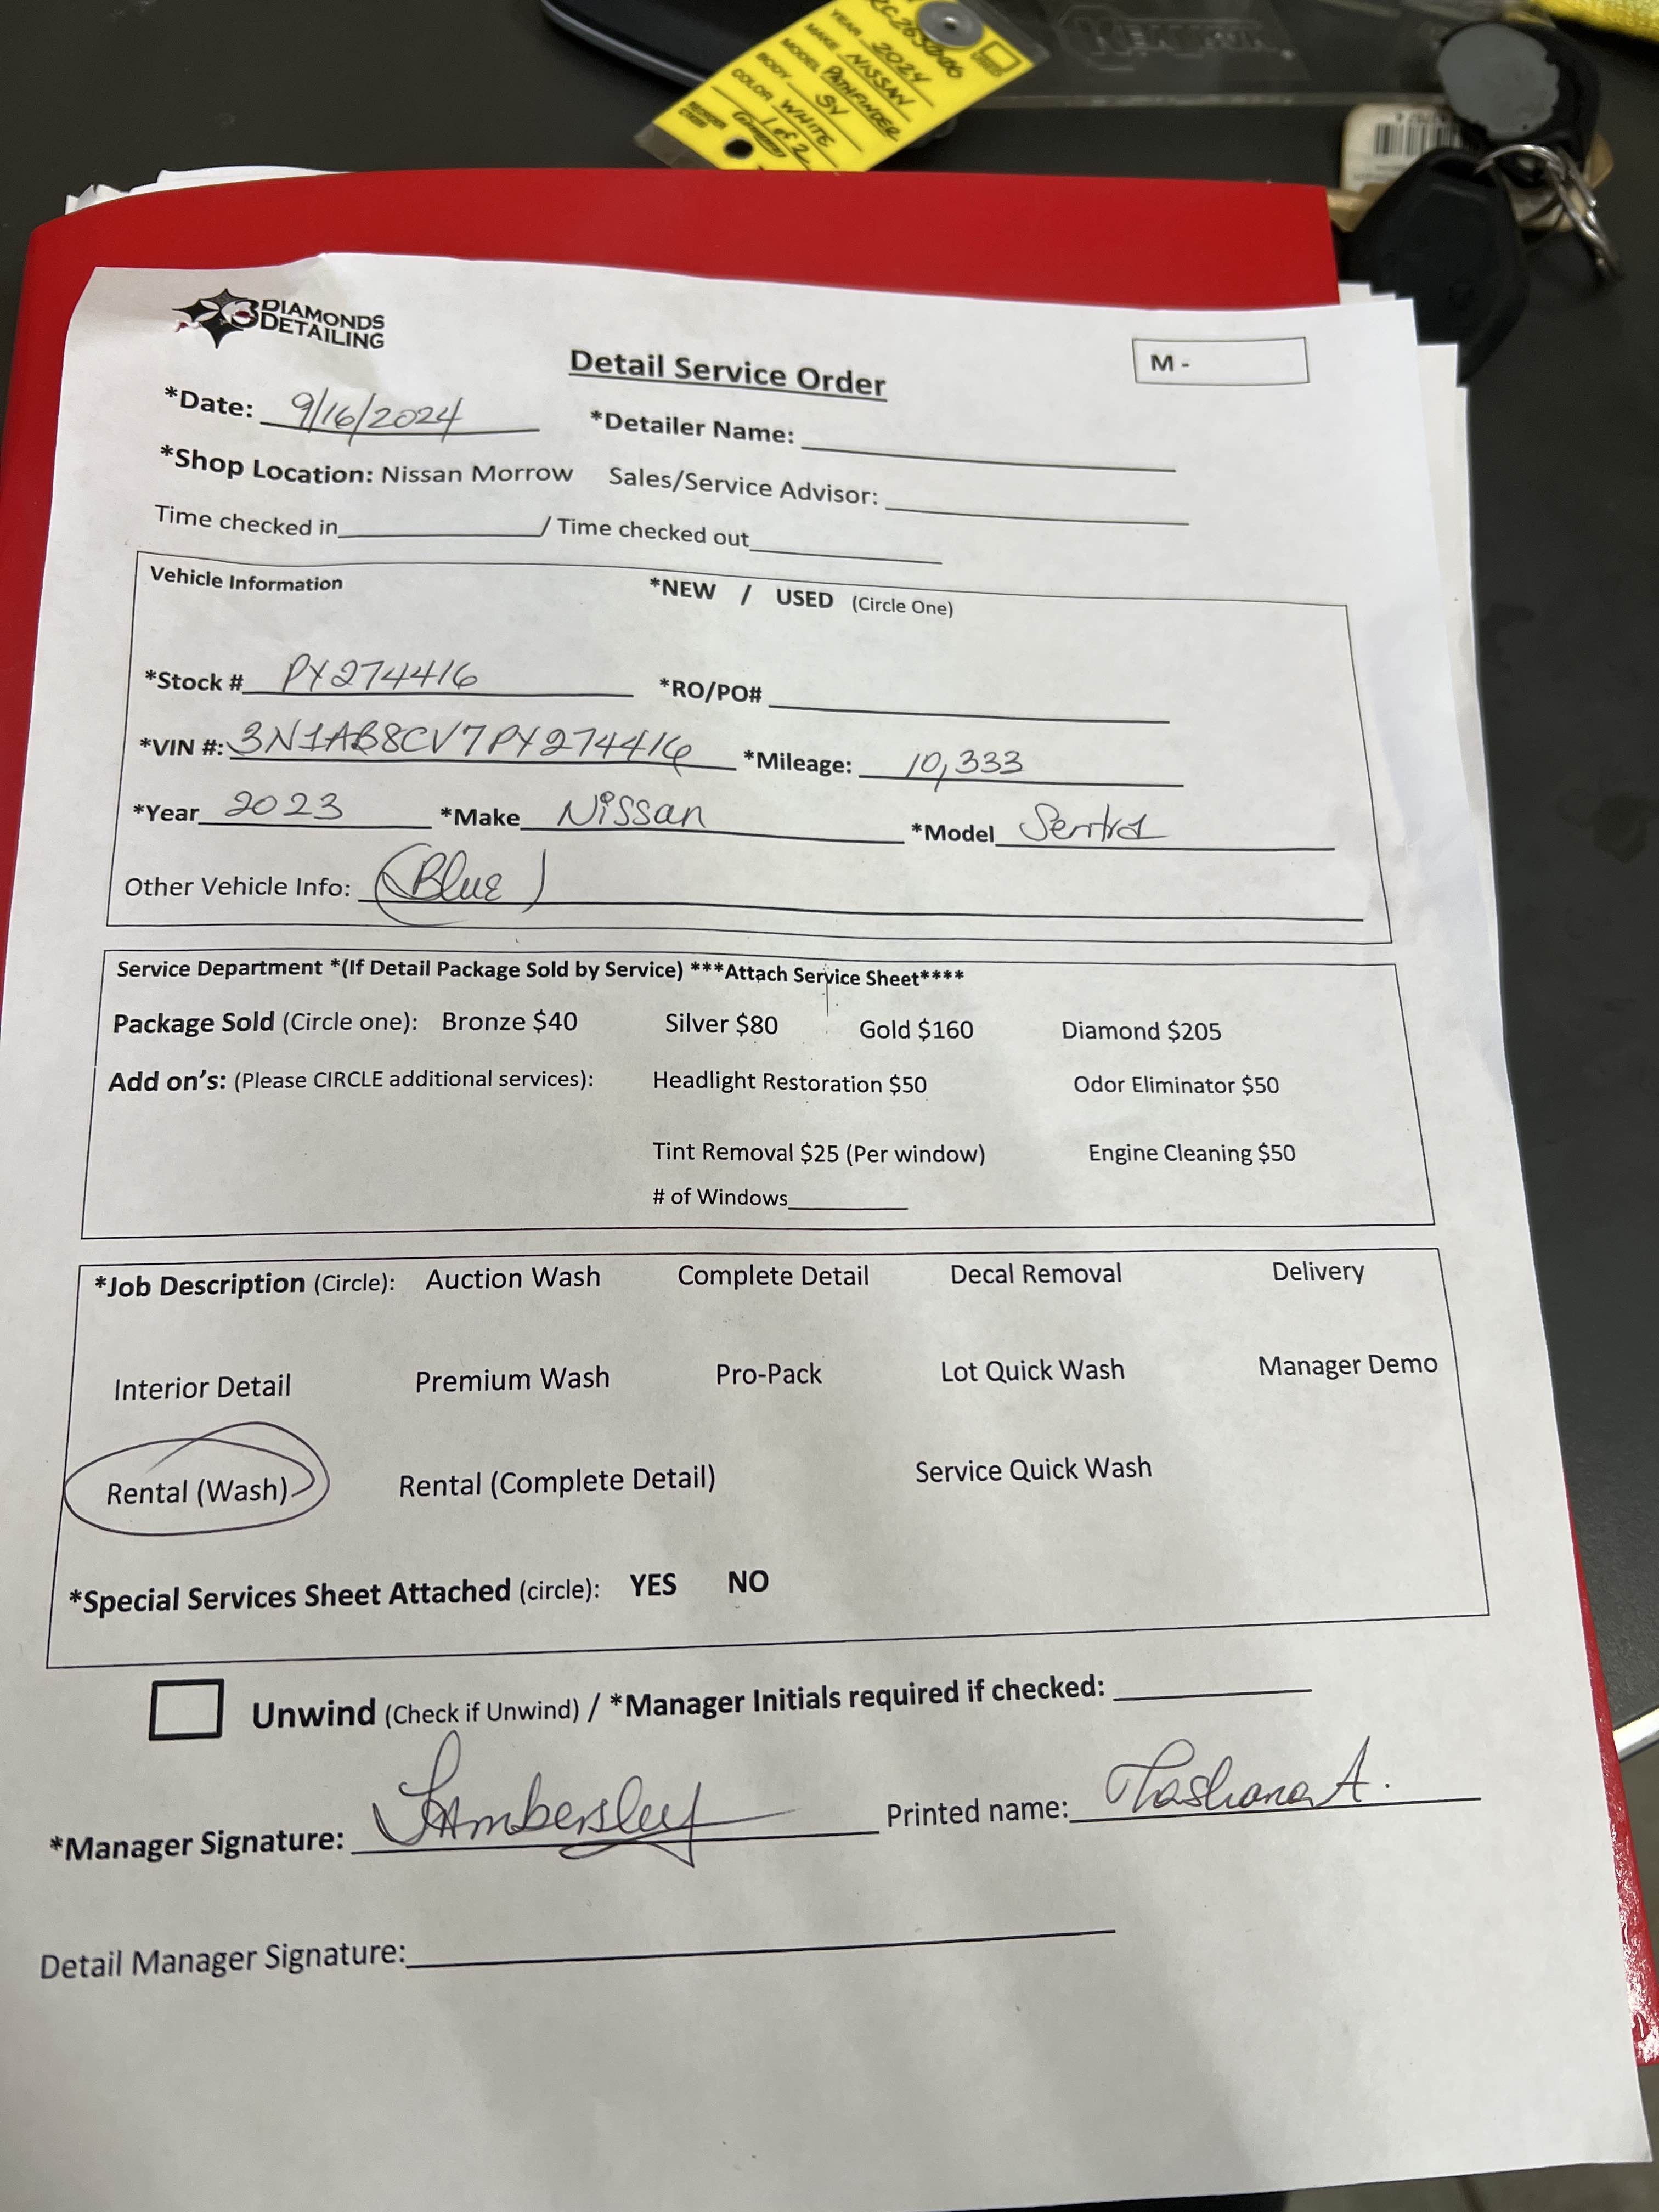 RC263006
YEAR 2024
MAKE NISSAN
MODEL PATHFINDER
BODY SV
COLOR WHITE
1 of 2
3 DIAMONDS
DETAILING
Detail Service Order
M -
*Date: 9/16/2024 *Detailer Name:
*Shop Location: Nissan Morrow Sales/Service Advisor:
Time checked in / Time checked out
Vehicle Information *NEW / USED (Circle One)
*Stock # PY274416 *RO/PO#
*VIN #: 3N1AB8CV7PY274416 *Mileage: 10,333
*Year 2023 *Make Nissan *Model Sentra
Other Vehicle Info: (Blue)
Service Department *(If Detail Package Sold by Service) ***Attach Service Sheet****
Package Sold (Circle one): Bronze $40 Silver $80 Gold $160 Diamond $205
Add on's: (Please CIRCLE additional services): Headlight Restoration $50 Odor Eliminator $50
Tint Removal $25 (Per window) Engine Cleaning $50
# of Windows
*Job Description (Circle): Auction Wash Complete Detail Decal Removal Delivery
Interior Detail Premium Wash Pro-Pack Lot Quick Wash Manager Demo
Rental (Wash) Rental (Complete Detail) Service Quick Wash
*Special Services Sheet Attached (circle): YES NO
Unwind (Check if Unwind) / *Manager Initials required if checked:
*Manager Signature: TAmbersley Printed name: Tashana A.
Detail Manager Signature: